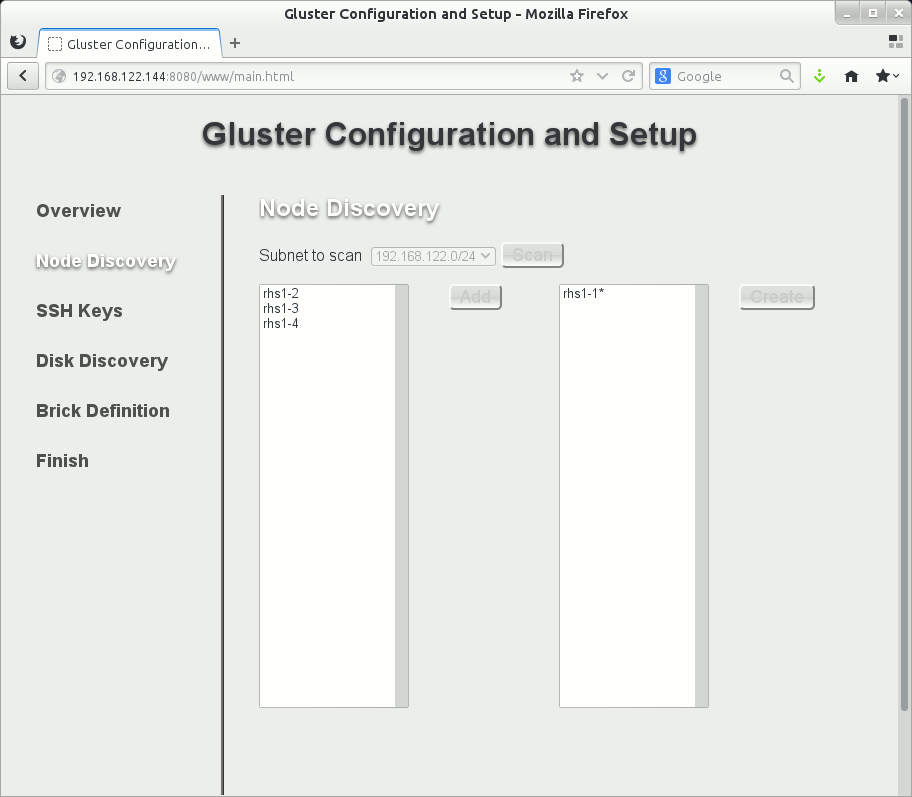 Gluster Configuration and Setup - Mozilla Firefox
Gluster Configuration...
192.168.122.144:8080/www/main.html
Google
Gluster Configuration and Setup
Overview
Node Discovery
SSH Keys
Disk Discovery
Brick Definition
Finish
Node Discovery
Subnet to scan 192.168.122.0/24 Scan
rhs1-2
rhs1-3
rhs1-4
Add
rhs1-1*
Create